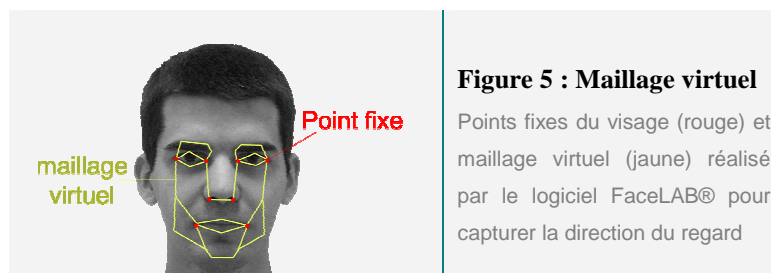 Point fixe
maillage
virtuel
Figure 5 : Maillage virtuel
Points fixes du visage (rouge) et
maillage virtuel (jaune) réalisé
par le logiciel FaceLAB® pour
capturer la direction du regard